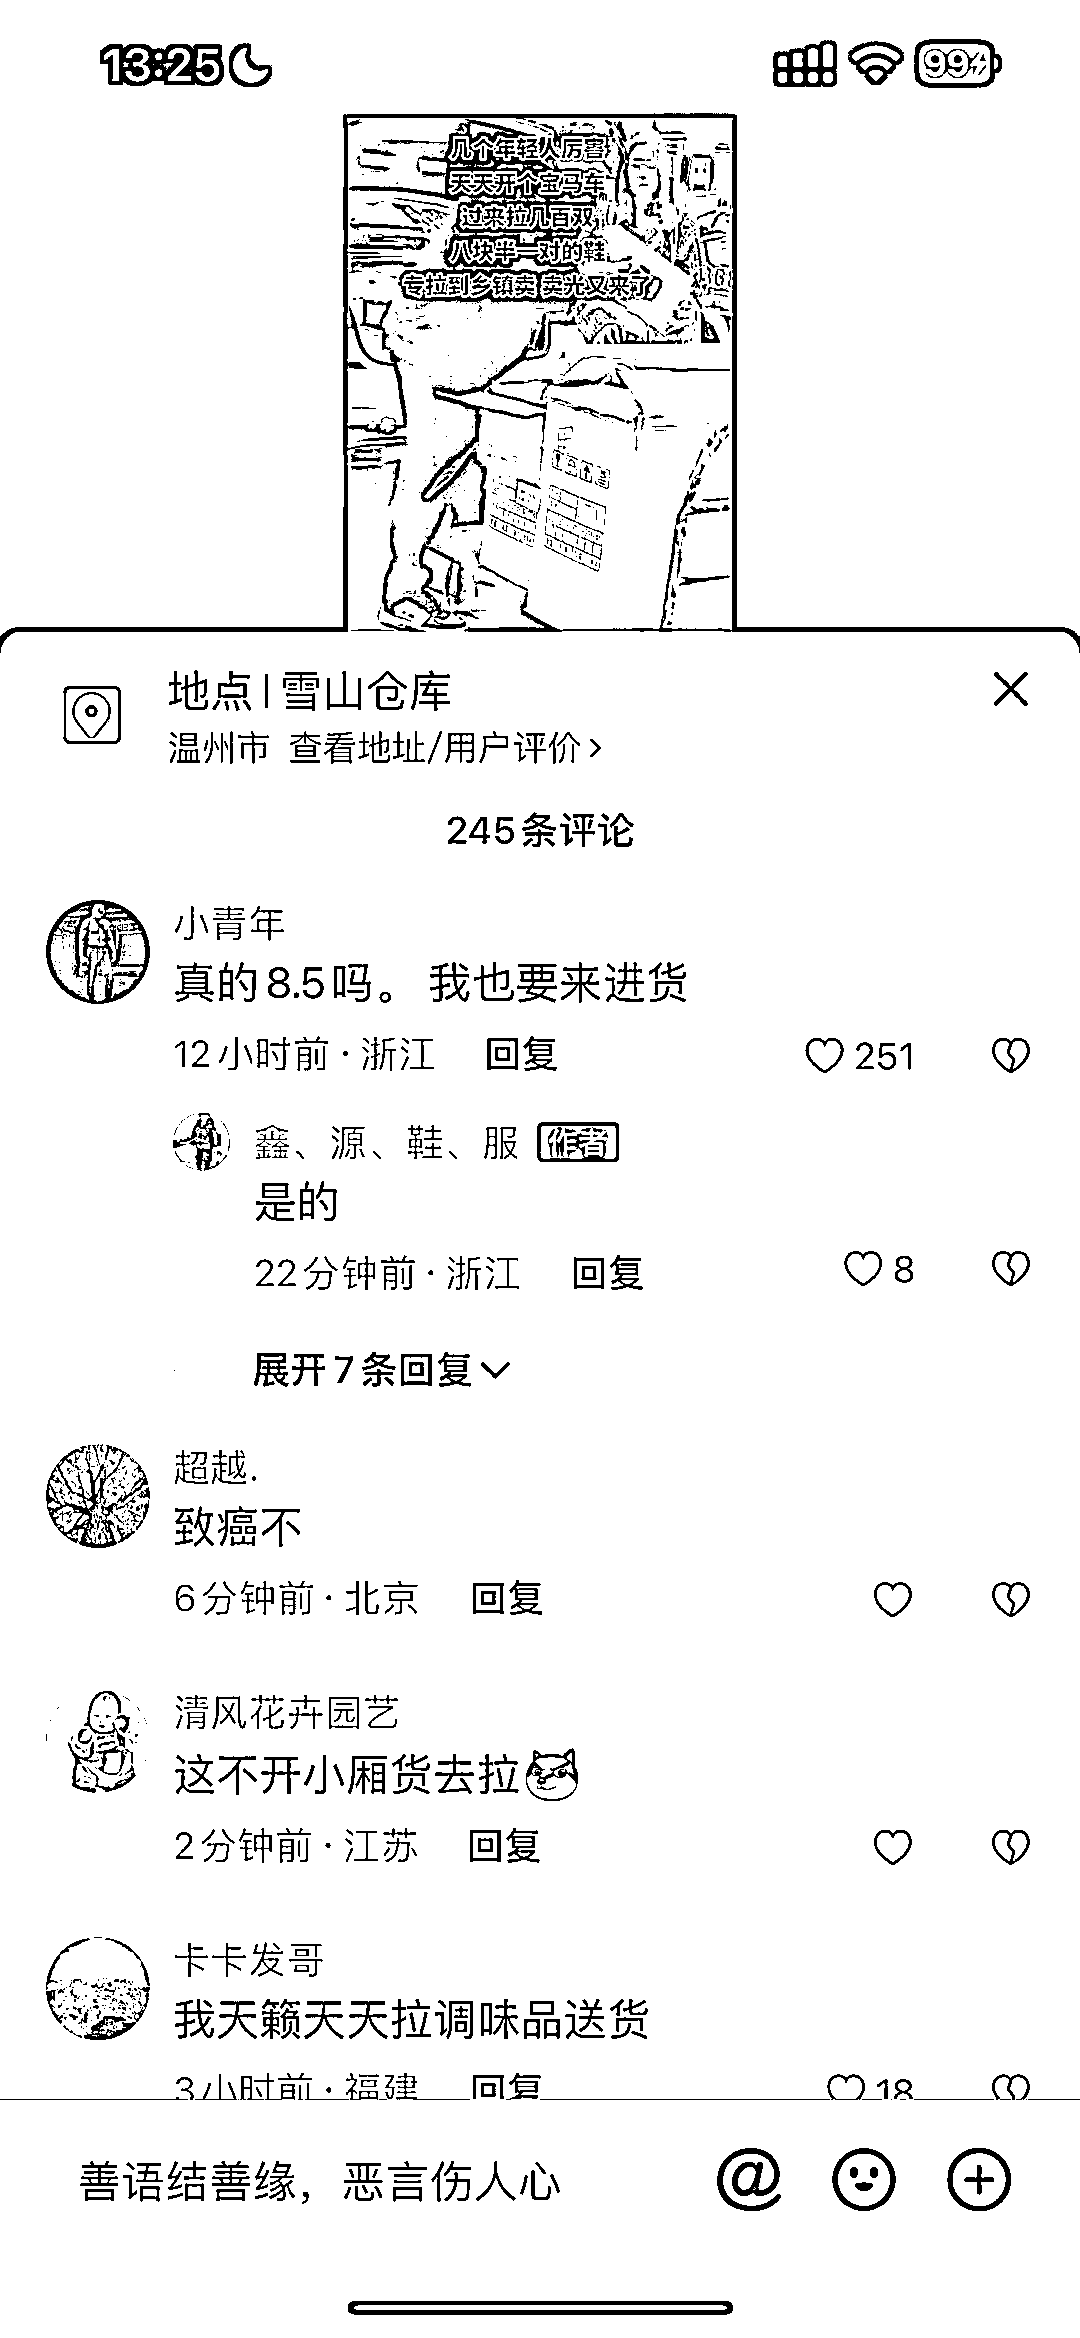 13:25
99
几个年轻人厉害
天天开个宝马车
过来拉几百双
八块半一对的鞋
专拉到乡镇卖 卖光又来了
地点 | 雪山仓库
温州市 查看地址/用户评价 >
245条评论
小青年
真的8.5吗。 我也要来进货
12小时前 · 浙江 回复 251
鑫、源、鞋、服 作者
是的
22分钟前 · 浙江 回复 8
展开7条回复
超越.
致癌不
6分钟前 · 北京 回复
清风花卉园艺
这不开小厢货去拉
2分钟前 · 江苏 回复
卡卡发哥
我天籁天天拉调味品送货
3小时前 · 福建 回复 18
善语结善缘，恶言伤人心
@